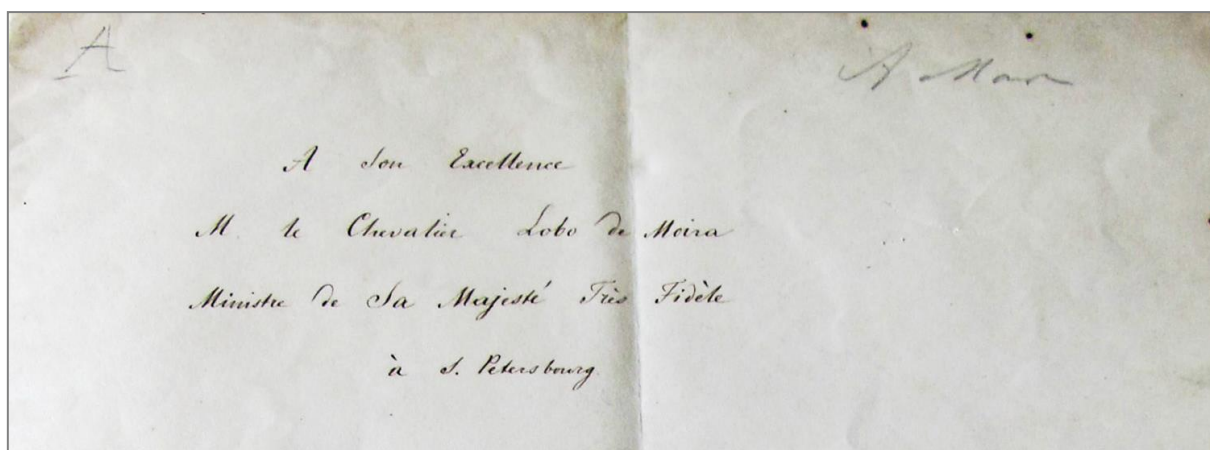 A
A
A Son Excellence
M le Chevalier Lobo de Moira
Ministre de Sa Majesté Très Fidèle
à S. Petersbourg